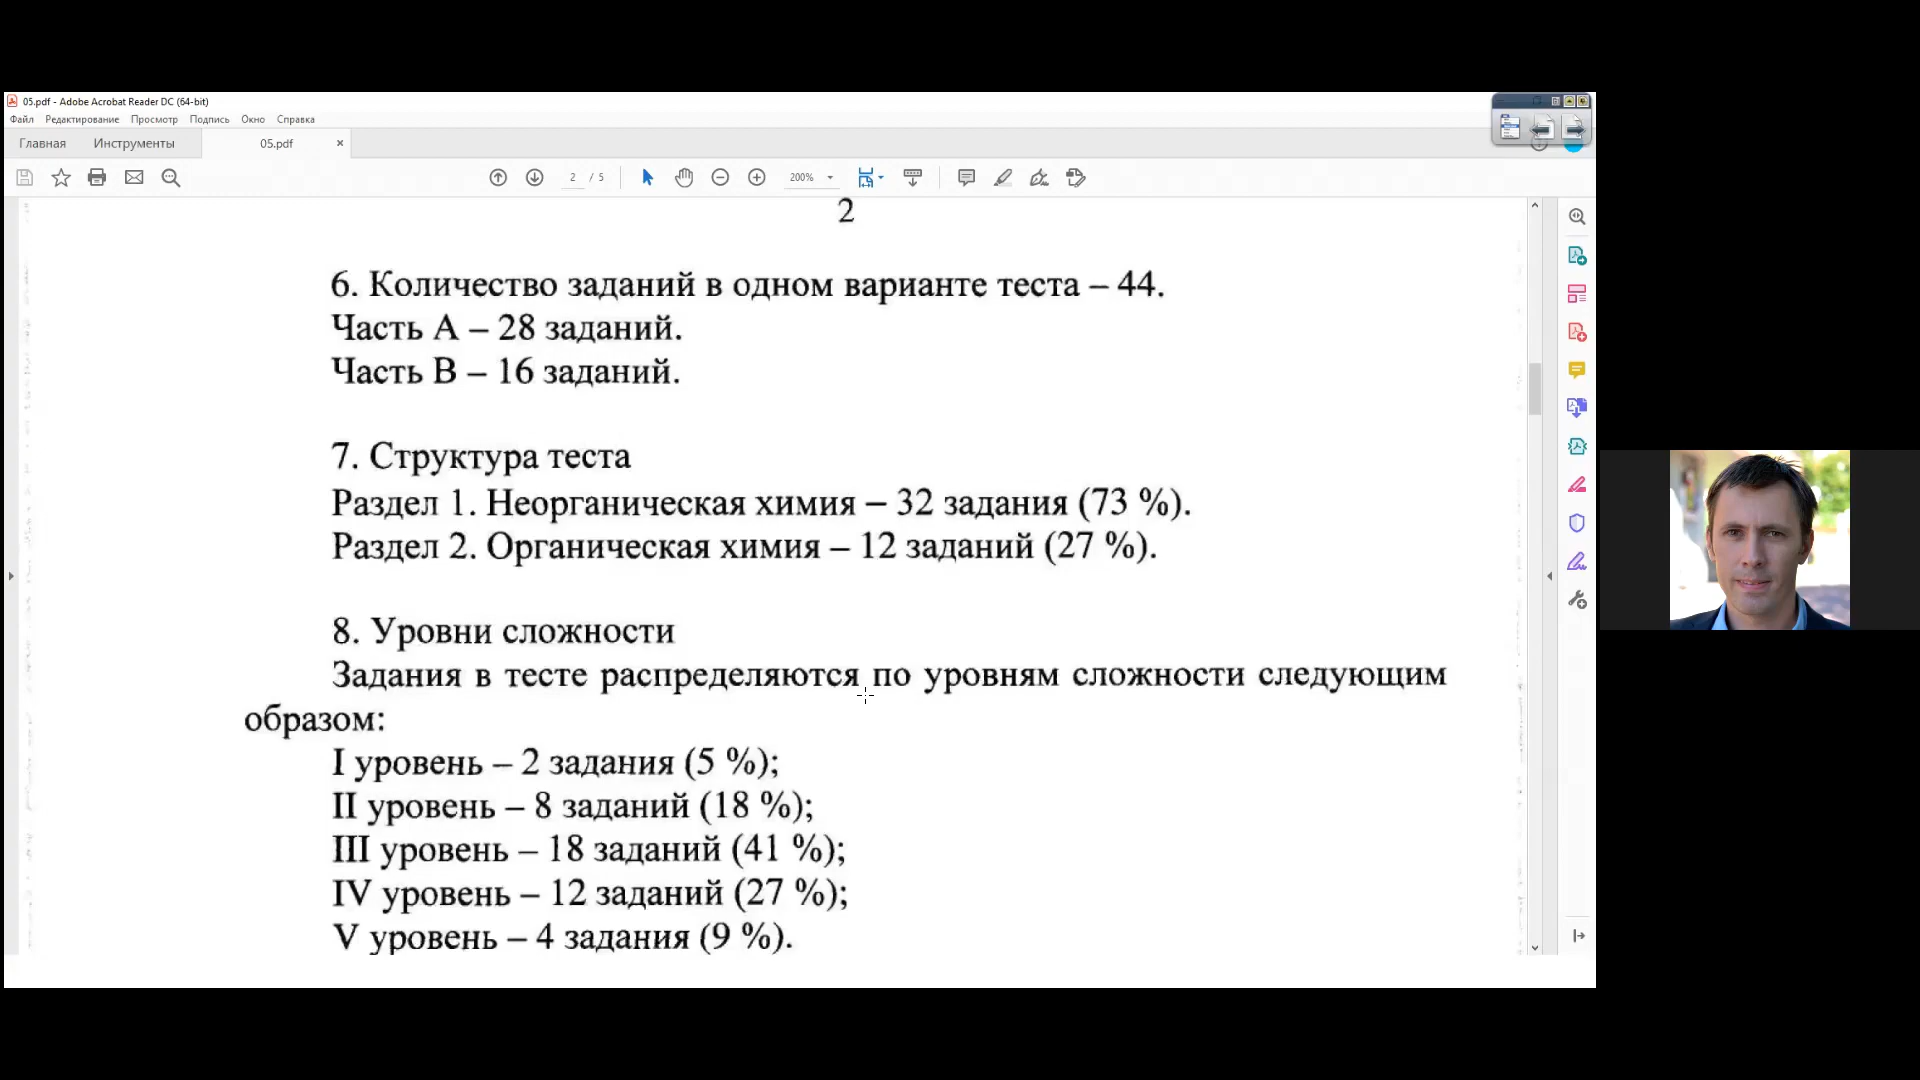 05.pdf - Adobe Acrobat Reader DC (64-bit)
Файл Редактирование Просмотр Подпись Окно Справка
Главная Инструменты 05.pdf
2 / 5 200%
2
6. Количество заданий в одном варианте теста – 44.
Часть А – 28 заданий.
Часть В – 16 заданий.
7. Структура теста
Раздел 1. Неорганическая химия – 32 задания (73 %).
Раздел 2. Органическая химия – 12 заданий (27 %).
8. Уровни сложности
Задания в тесте распределяются по уровням сложности следующим
образом:
I уровень – 2 задания (5 %);
II уровень – 8 заданий (18 %);
III уровень – 18 заданий (41 %);
IV уровень – 12 заданий (27 %);
V уровень – 4 задания (9 %).